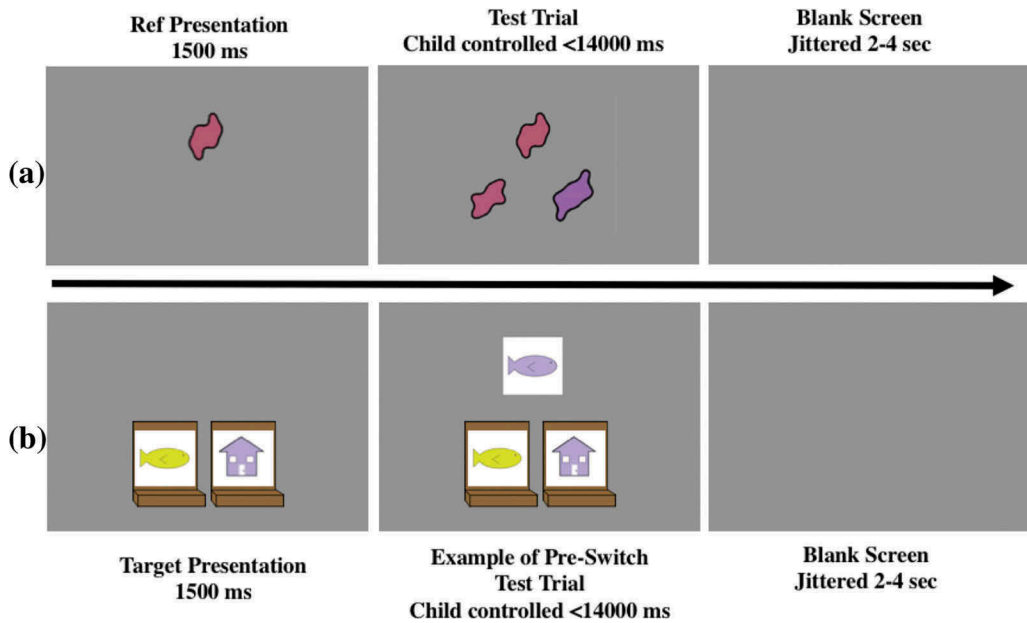 Ref Presentation
1500 ms
Test Trial
Child controlled <14000 ms
Blank Screen
Jittered 2-4 sec
(a)
(b)
Target Presentation
1500 ms
Example of Pre-Switch
Test Trial
Child controlled <14000 ms
Blank Screen
Jittered 2-4 sec